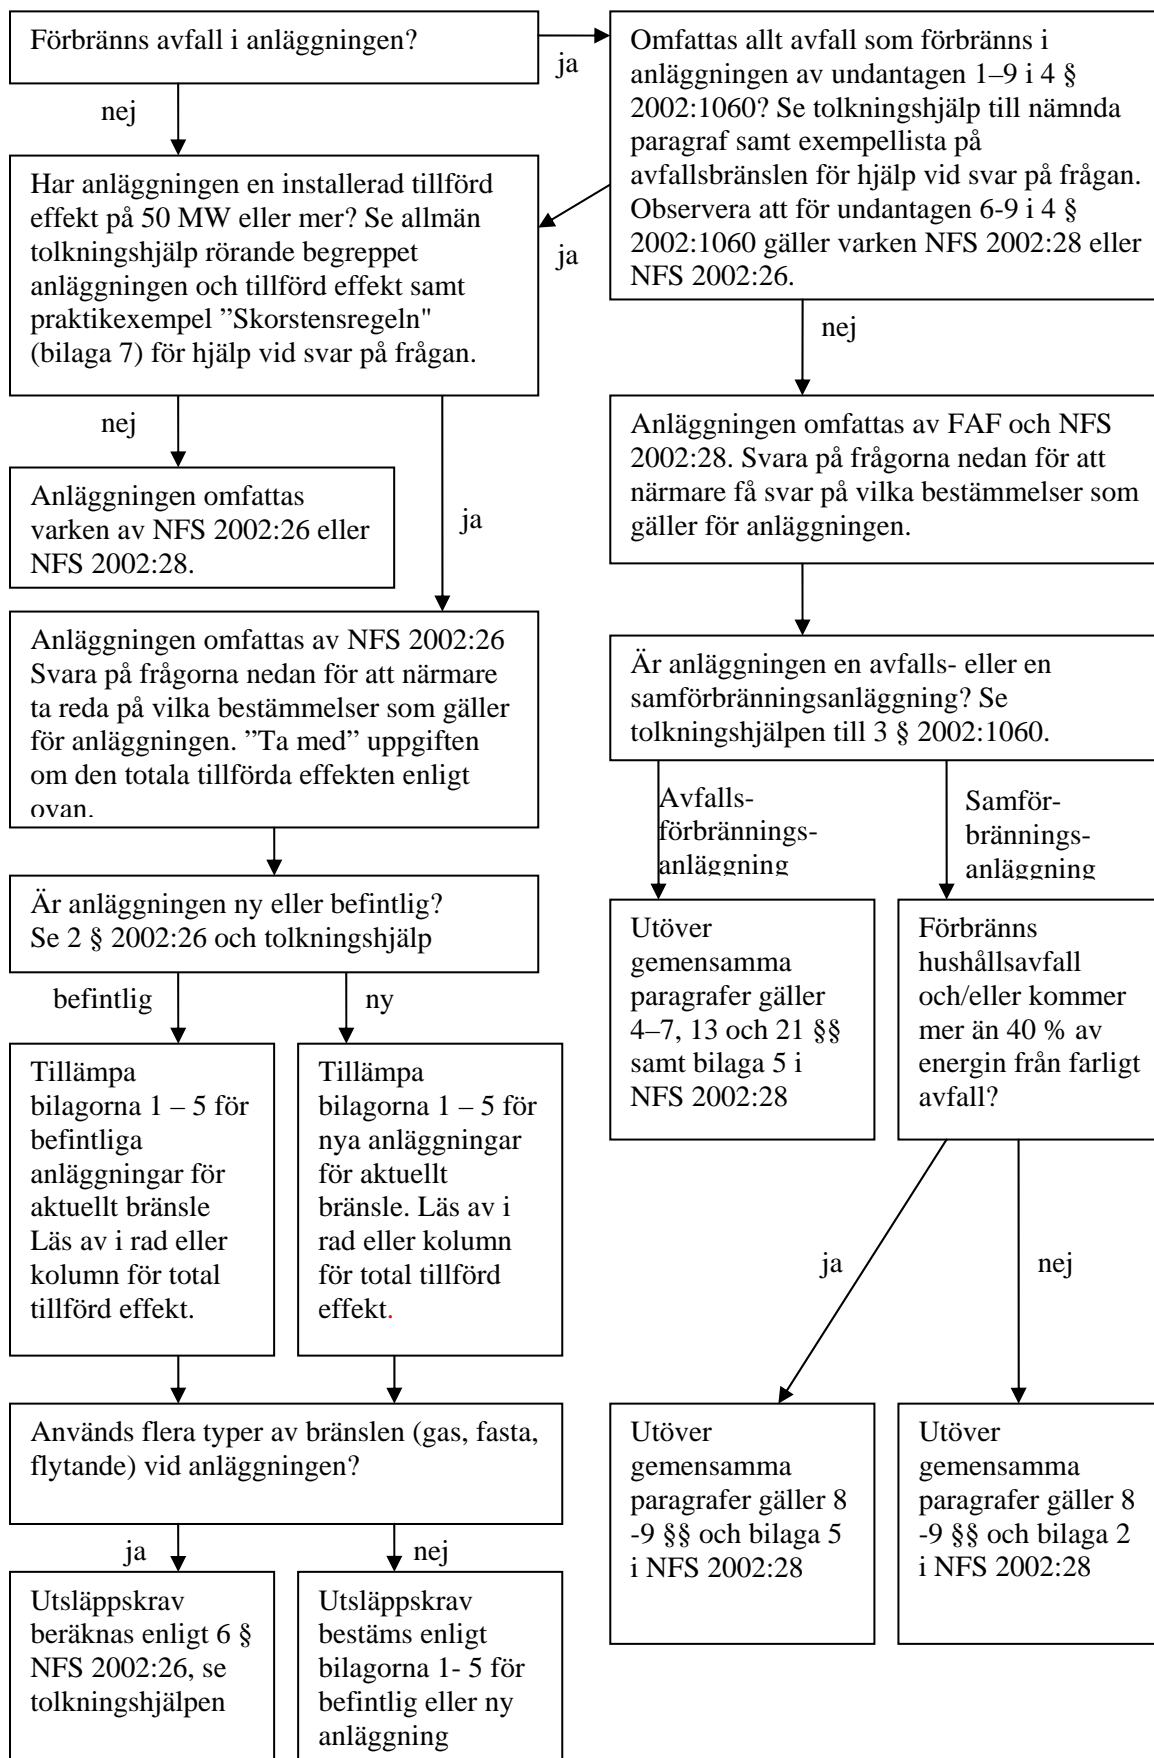 Förbränns avfall i anläggningen?
ja
nej
Omfattas allt avfall som förbränns i
anläggningen av undantagen 1–9 i 4 §
2002:1060? Se tolkningshjälp till nämnda
paragraf samt exempellista på
avfallsbränslen för hjälp vid svar på frågan.
Observera att för undantagen 6-9 i 4 §
2002:1060 gäller varken NFS 2002:28 eller
NFS 2002:26.
ja
nej
Har anläggningen en installerad tillförd
effekt på 50 MW eller mer? Se allmän
tolkningshjälp rörande begreppet
anläggningen och tillförd effekt samt
praktikexempel ”Skorstensregeln"
(bilaga 7) för hjälp vid svar på frågan.
nej
ja
Anläggningen omfattas
varken av NFS 2002:26 eller
NFS 2002:28.
Anläggningen omfattas av FAF och NFS
2002:28. Svara på frågorna nedan för att
närmare få svar på vilka bestämmelser som
gäller för anläggningen.
Anläggningen omfattas av NFS 2002:26
Svara på frågorna nedan för att närmare
ta reda på vilka bestämmelser som gäller
för anläggningen. ”Ta med” uppgiften
om den totala tillförda effekten enligt
ovan.
Är anläggningen en avfalls- eller en
samförbränningsanläggning? Se
tolkningshjälpen till 3 § 2002:1060.
Avfalls-
förbrännings-
anläggning
Samför-
brännings-
anläggning
Är anläggningen ny eller befintlig?
Se 2 § 2002:26 och tolkningshjälp
befintlig
ny
Utöver
gemensamma
paragrafer gäller
4–7, 13 och 21 §§
samt bilaga 5 i
NFS 2002:28
Förbränns
hushållsavfall
och/eller kommer
mer än 40 % av
energin från farligt
avfall?
Tillämpa
bilagorna 1 – 5 för
befintliga
anläggningar för
aktuellt bränsle
Läs av i rad eller
kolumn för total
tillförd effekt.
Tillämpa
bilagorna 1 – 5 för
nya anläggningar
för aktuellt
bränsle. Läs av i
rad eller kolumn
för total tillförd
effekt.
ja
nej
Används flera typer av bränslen (gas, fasta,
flytande) vid anläggningen?
ja
nej
Utöver
gemensamma
paragrafer gäller 8
-9 §§ och bilaga 5
i NFS 2002:28
Utöver
gemensamma
paragrafer gäller 8
-9 §§ och bilaga 2
i NFS 2002:28
Utsläppskrav
beräknas enligt 6 §
NFS 2002:26, se
tolkningshjälpen
Utsläppskrav
bestäms enligt
bilagorna 1- 5 för
befintlig eller ny
anläggning